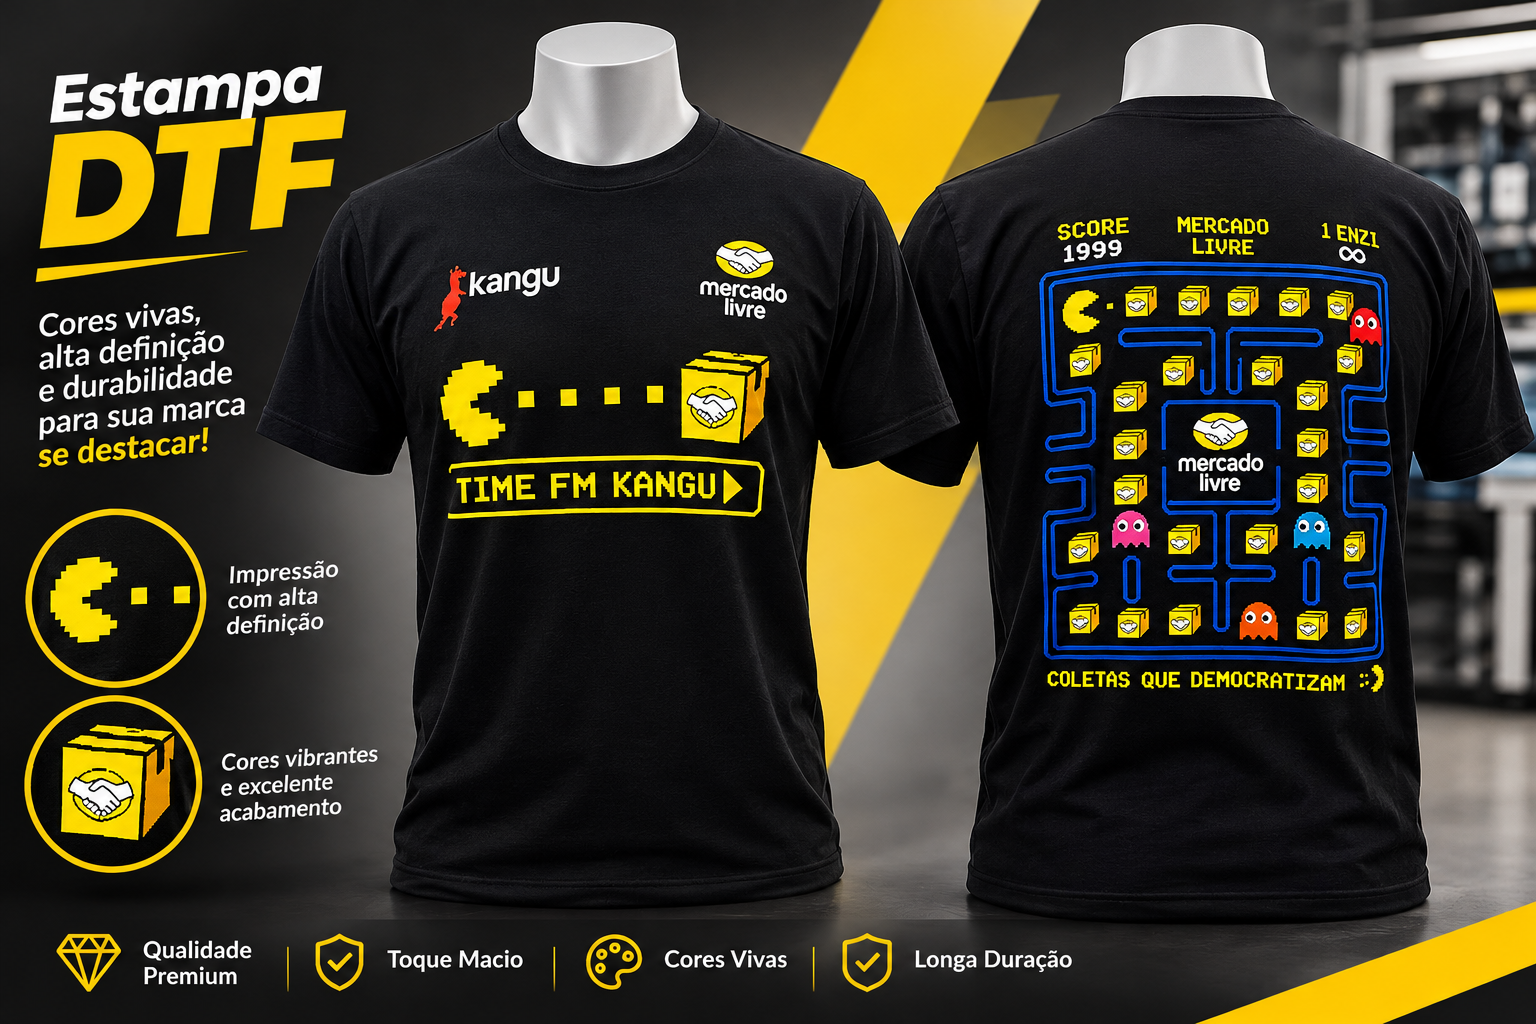 Estampa
DTF
Cores vivas,
alta definição
e durabilidade
para sua marca
se destacar!
Impressão
com alta
definição
Cores vibrantes
e excelente
acabamento
kangu
mercado
livre
TIME FM KANGU
SCORE
1999
MERCADO
LIVRE
1 ENZI
∞
mercado
livre
COLETAS QUE DEMOCRATIZAM
Qualidade
Premium
Toque Macio
Cores Vivas
Longa Duração